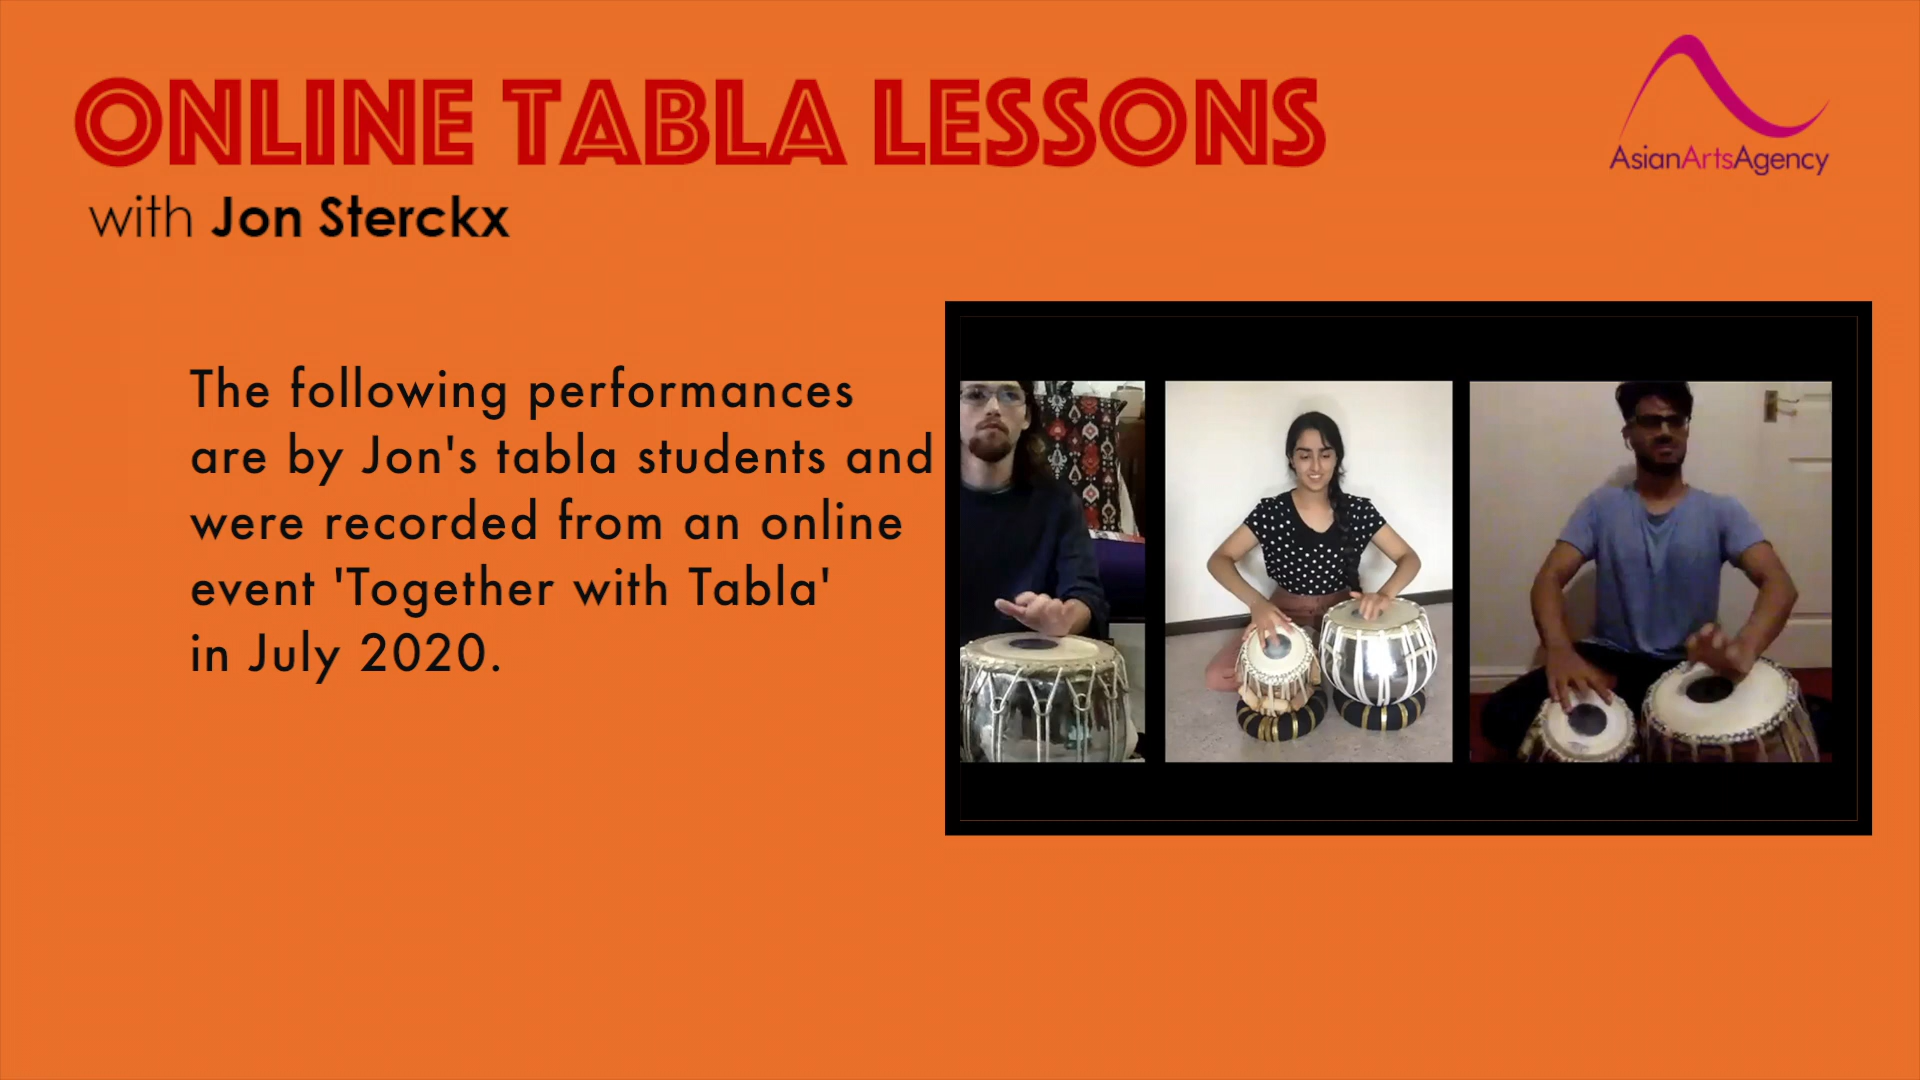 ONLINE TABLA LESSONS
AsianArtsAgency
with Jon Sterckx
The following performances
are by Jon's tabla students and
were recorded from an online
event 'Together with Tabla'
in July 2020.